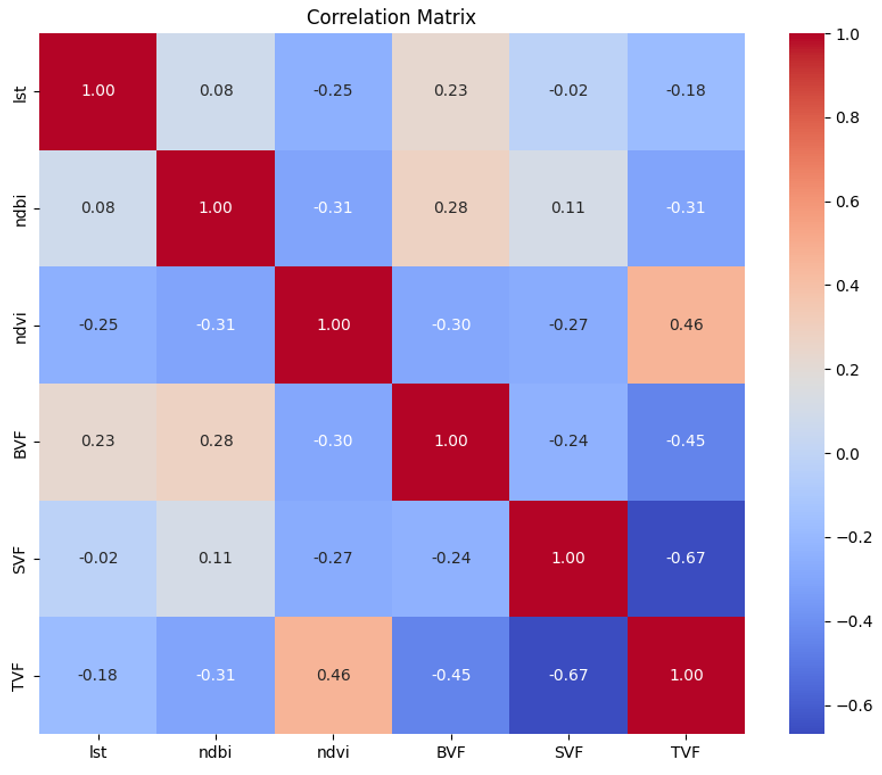 Correlation Matrix
lst 1.00 0.08 -0.25 0.23 -0.02 -0.18
ndbi 0.08 1.00 -0.31 0.28 0.11 -0.31
ndvi -0.25 -0.31 1.00 -0.30 -0.27 0.46
BVF 0.23 0.28 -0.30 1.00 -0.24 -0.45
SVF -0.02 0.11 -0.27 -0.24 1.00 -0.67
TVF -0.18 -0.31 0.46 -0.45 -0.67 1.00
lst ndbi ndvi BVF SVF TVF
1.0
0.8
0.6
0.4
0.2
0.0
−0.2
−0.4
−0.6